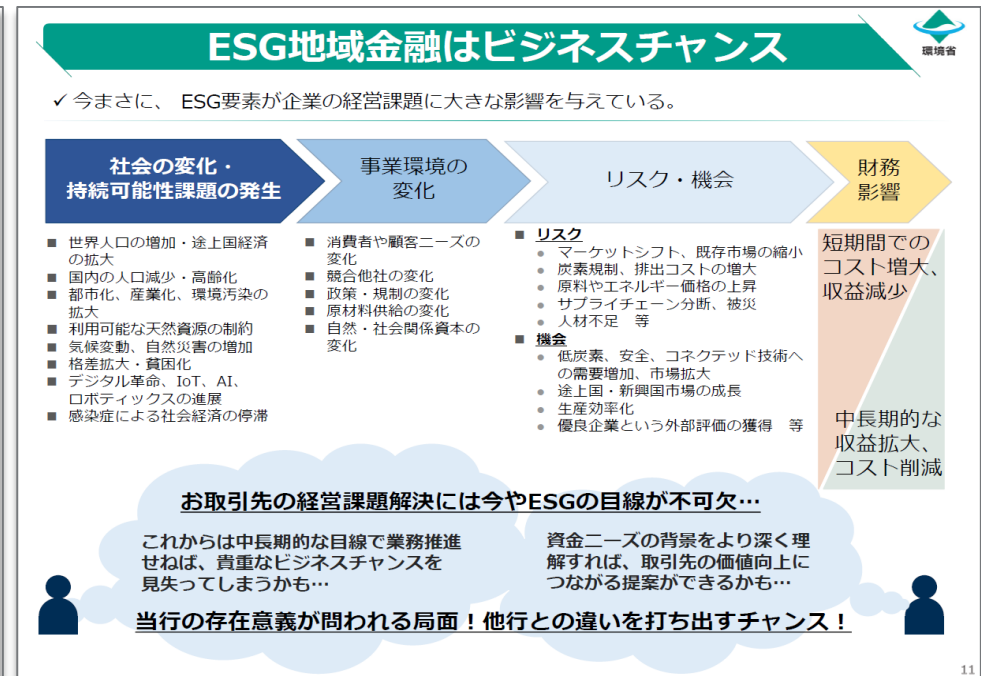 ESG地域金融はビジネスチャンス
環境省
✓ 今まさに、 ESG要素が企業の経営課題に大きな影響を与えている。
社会の変化・
持続可能性課題の発生
事業環境の
変化
リスク・機会
財務
影響
■ 世界人口の増加・途上国経済
の拡大
■ 国内の人口減少・高齢化
■ 都市化、産業化、環境汚染の
拡大
■ 利用可能な天然資源の制約
■ 気候変動、自然災害の増加
■ 格差拡大・貧困化
■ デジタル革命、IoT、AI、
ロボティックスの進展
■ 感染症による社会経済の停滞
■ 消費者や顧客ニーズの
変化
■ 競合他社の変化
■ 政策・規制の変化
■ 原材料供給の変化
■ 自然・社会関係資本の
変化
■ リスク
● マーケットシフト、既存市場の縮小
● 炭素規制、排出コストの増大
● 原料やエネルギー価格の上昇
● サプライチェーン分断、被災
● 人材不足 等
■ 機会
● 低炭素、安全、コネクテッド技術へ
の需要増加、市場拡大
● 途上国・新興国市場の成長
● 生産効率化
● 優良企業という外部評価の獲得 等
短期間での
コスト増大、
収益減少
中長期的な
収益拡大、
コスト削減
お取引先の経営課題解決には今やESGの目線が不可欠…
これからは中長期的な目線で業務推進
せねば、貴重なビジネスチャンスを
見失ってしまうかも…
資金ニーズの背景をより深く理
解すれば、取引先の価値向上に
つながる提案ができるかも…
当行の存在意義が問われる局面！他行との違いを打ち出すチャンス！
11